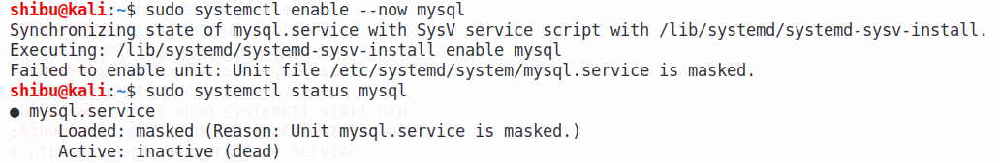 shibu@kali:~$ sudo systemctl enable --now mysql
Synchronizing state of mysql.service with SysV service script with /lib/systemd/systemd-sysv-install.
Executing: /lib/systemd/systemd-sysv-install enable mysql
Failed to enable unit: Unit file /etc/systemd/system/mysql.service is masked.
shibu@kali:~$ sudo systemctl status mysql
● mysql.service
     Loaded: masked (Reason: Unit mysql.service is masked.)
     Active: inactive (dead)